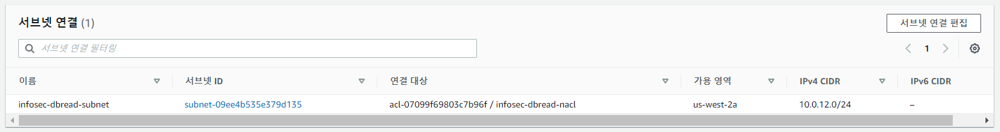 서브넷 연결 (1)
서브넷 연결 편집
서브넷 연결 필터링
1
이름 서브넷 ID 연결 대상 가용 영역 IPv4 CIDR IPv6 CIDR
infosec-dbread-subnet subnet-09ee4b535e379d135 acl-07099f69803c7b96f / infosec-dbread-nacl us-west-2a 10.0.12.0/24 –